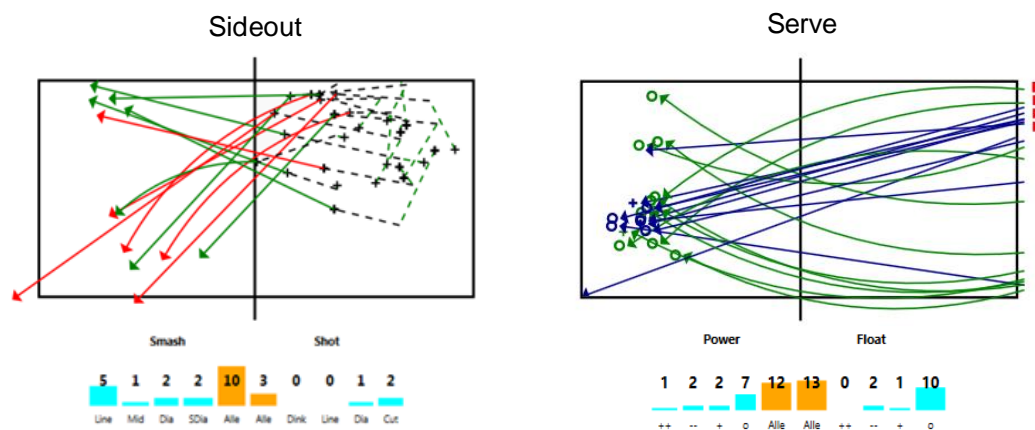 Sideout Serve
Smash Shot Power Float
5 1 2 2 10 3 0 0 1 2
Line Mid Dia SDia Alle Alle Dink Line Dia Cut
1 2 2 7 12 13 0 2 1 10
++ -- + o Alle Alle ++ -- + o